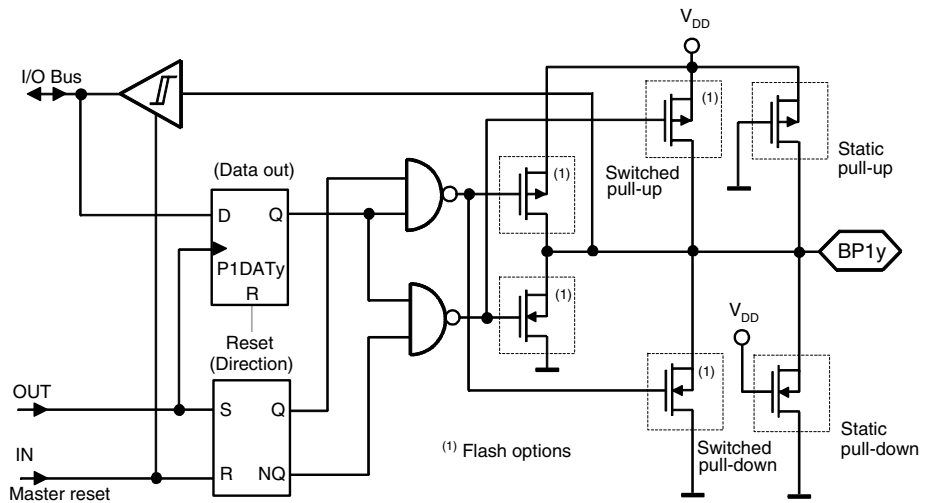 V_DD
I/O Bus
(1)
(Data out)
(1)
Switched
pull-up
Static
pull-up
D
Q
P1DATy
R
BP1y
(1)
Reset
(Direction)
V_DD
OUT
S
Q
(1)
IN
R
NQ
(1) Flash options
Switched
pull-down
Static
pull-down
Master reset